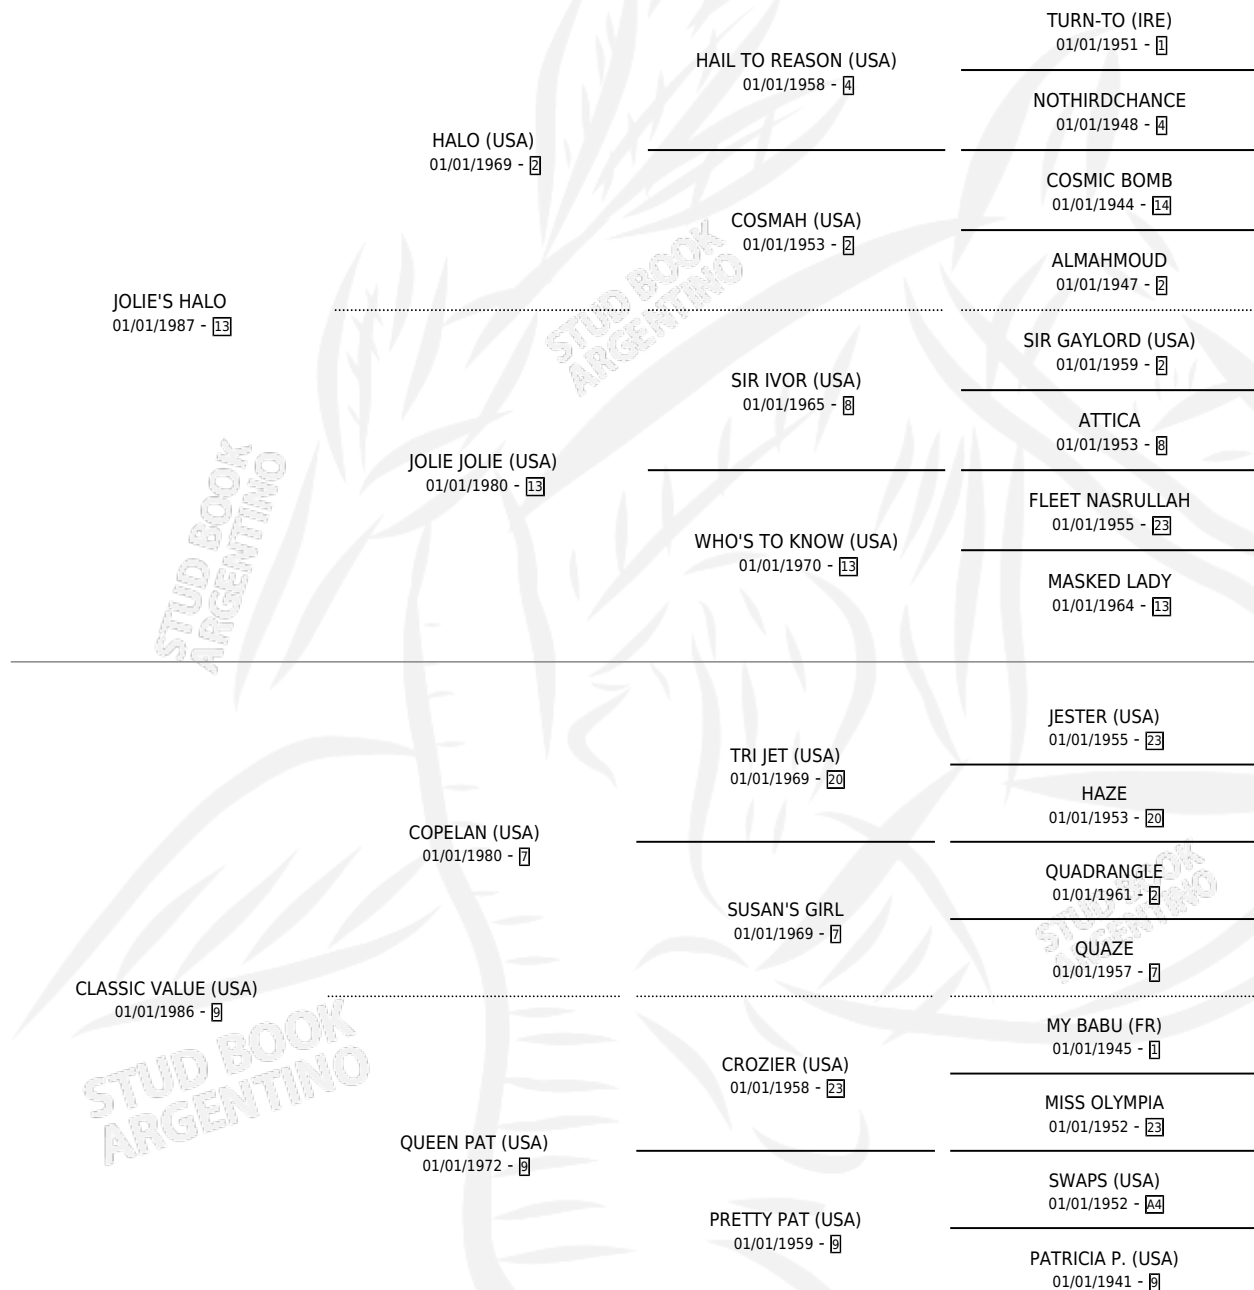 TURN-TO (IRE)
01/01/1951 - 1
HAIL TO REASON (USA)
01/01/1958 - 4
NOTHIRDCHANCE
01/01/1948 - 4
HALO (USA)
01/01/1969 - 2
COSMIC BOMB
01/01/1944 - 14
COSMAH (USA)
01/01/1953 - 2
ALMAHMOUD
01/01/1947 - 2
JOLIE'S HALO
01/01/1987 - 13
STUD BOOK
ARGENTINO
SIR GAYLORD (USA)
01/01/1959 - 2
SIR IVOR (USA)
01/01/1965 - 8
ATTICA
01/01/1953 - 8
JOLIE JOLIE (USA)
01/01/1980 - 13
FLEET NASRULLAH
01/01/1955 - 23
WHO'S TO KNOW (USA)
01/01/1970 - 13
MASKED LADY
01/01/1964 - 13
STUD BOOK
ARGENTINO
JESTER (USA)
01/01/1955 - 23
TRI JET (USA)
01/01/1969 - 20
HAZE
01/01/1953 - 20
COPELAN (USA)
01/01/1980 - 7
QUADRANGLE
01/01/1961 - 2
SUSAN'S GIRL
01/01/1969 - 7
QUAZE
01/01/1957 - 7
STUD BOOK
ARGENTINO
CLASSIC VALUE (USA)
01/01/1986 - 9
MY BABU (FR)
01/01/1945 - 1
CROZIER (USA)
01/01/1958 - 23
MISS OLYMPIA
01/01/1952 - 23
STUD BOOK
ARGENTINO
QUEEN PAT (USA)
01/01/1972 - 9
SWAPS (USA)
01/01/1952 - A4
PRETTY PAT (USA)
01/01/1959 - 9
PATRICIA P. (USA)
01/01/1941 - 9